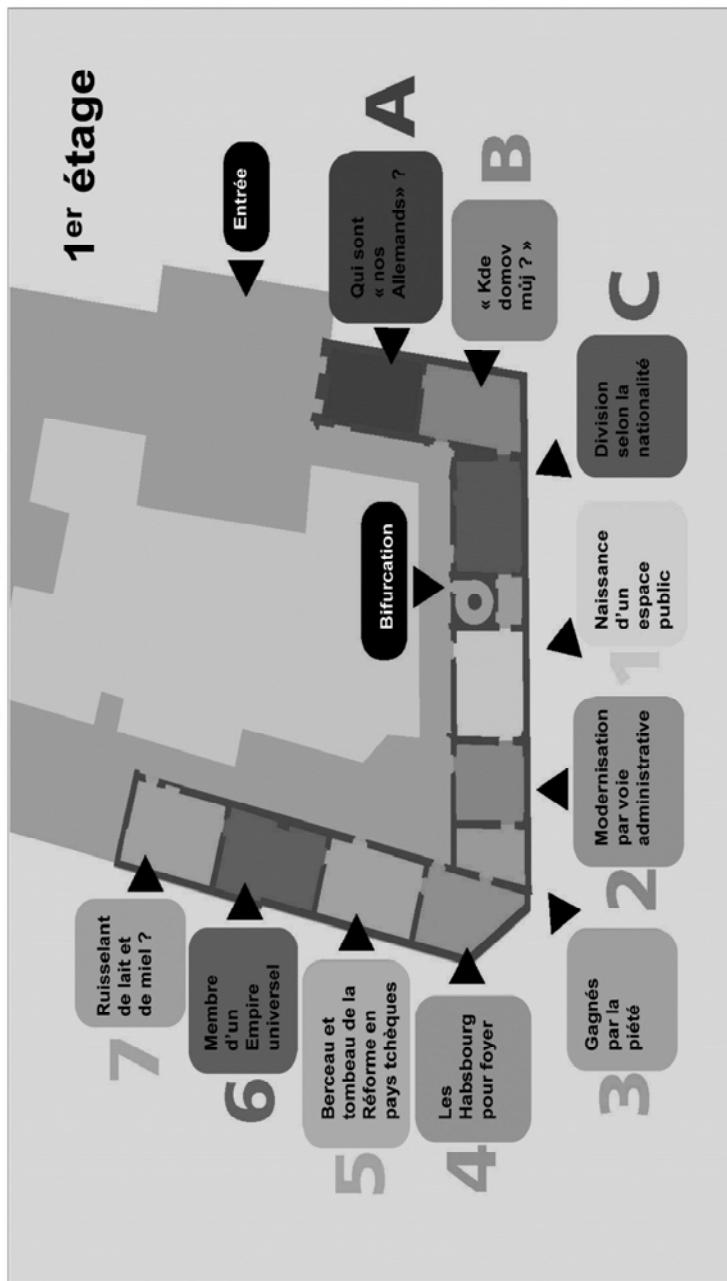 1er étage
Entrée
A
Qui sont
« nos
Allemands» ?
B
« Kde
domov
můj ? »
C
Division
selon la
nationalité
Bifurcation
1
Naissance
d'un
espace
public
2
Modernisation
par voie
administrative
3
Gagnés
par la
piété
4
Les
Habsbourg
pour foyer
5
Berceau et
tombeau de la
Réforme en
pays tchèques
6
Membre
d'un
Empire
universel
7
Ruisselant
de lait et
de miel ?